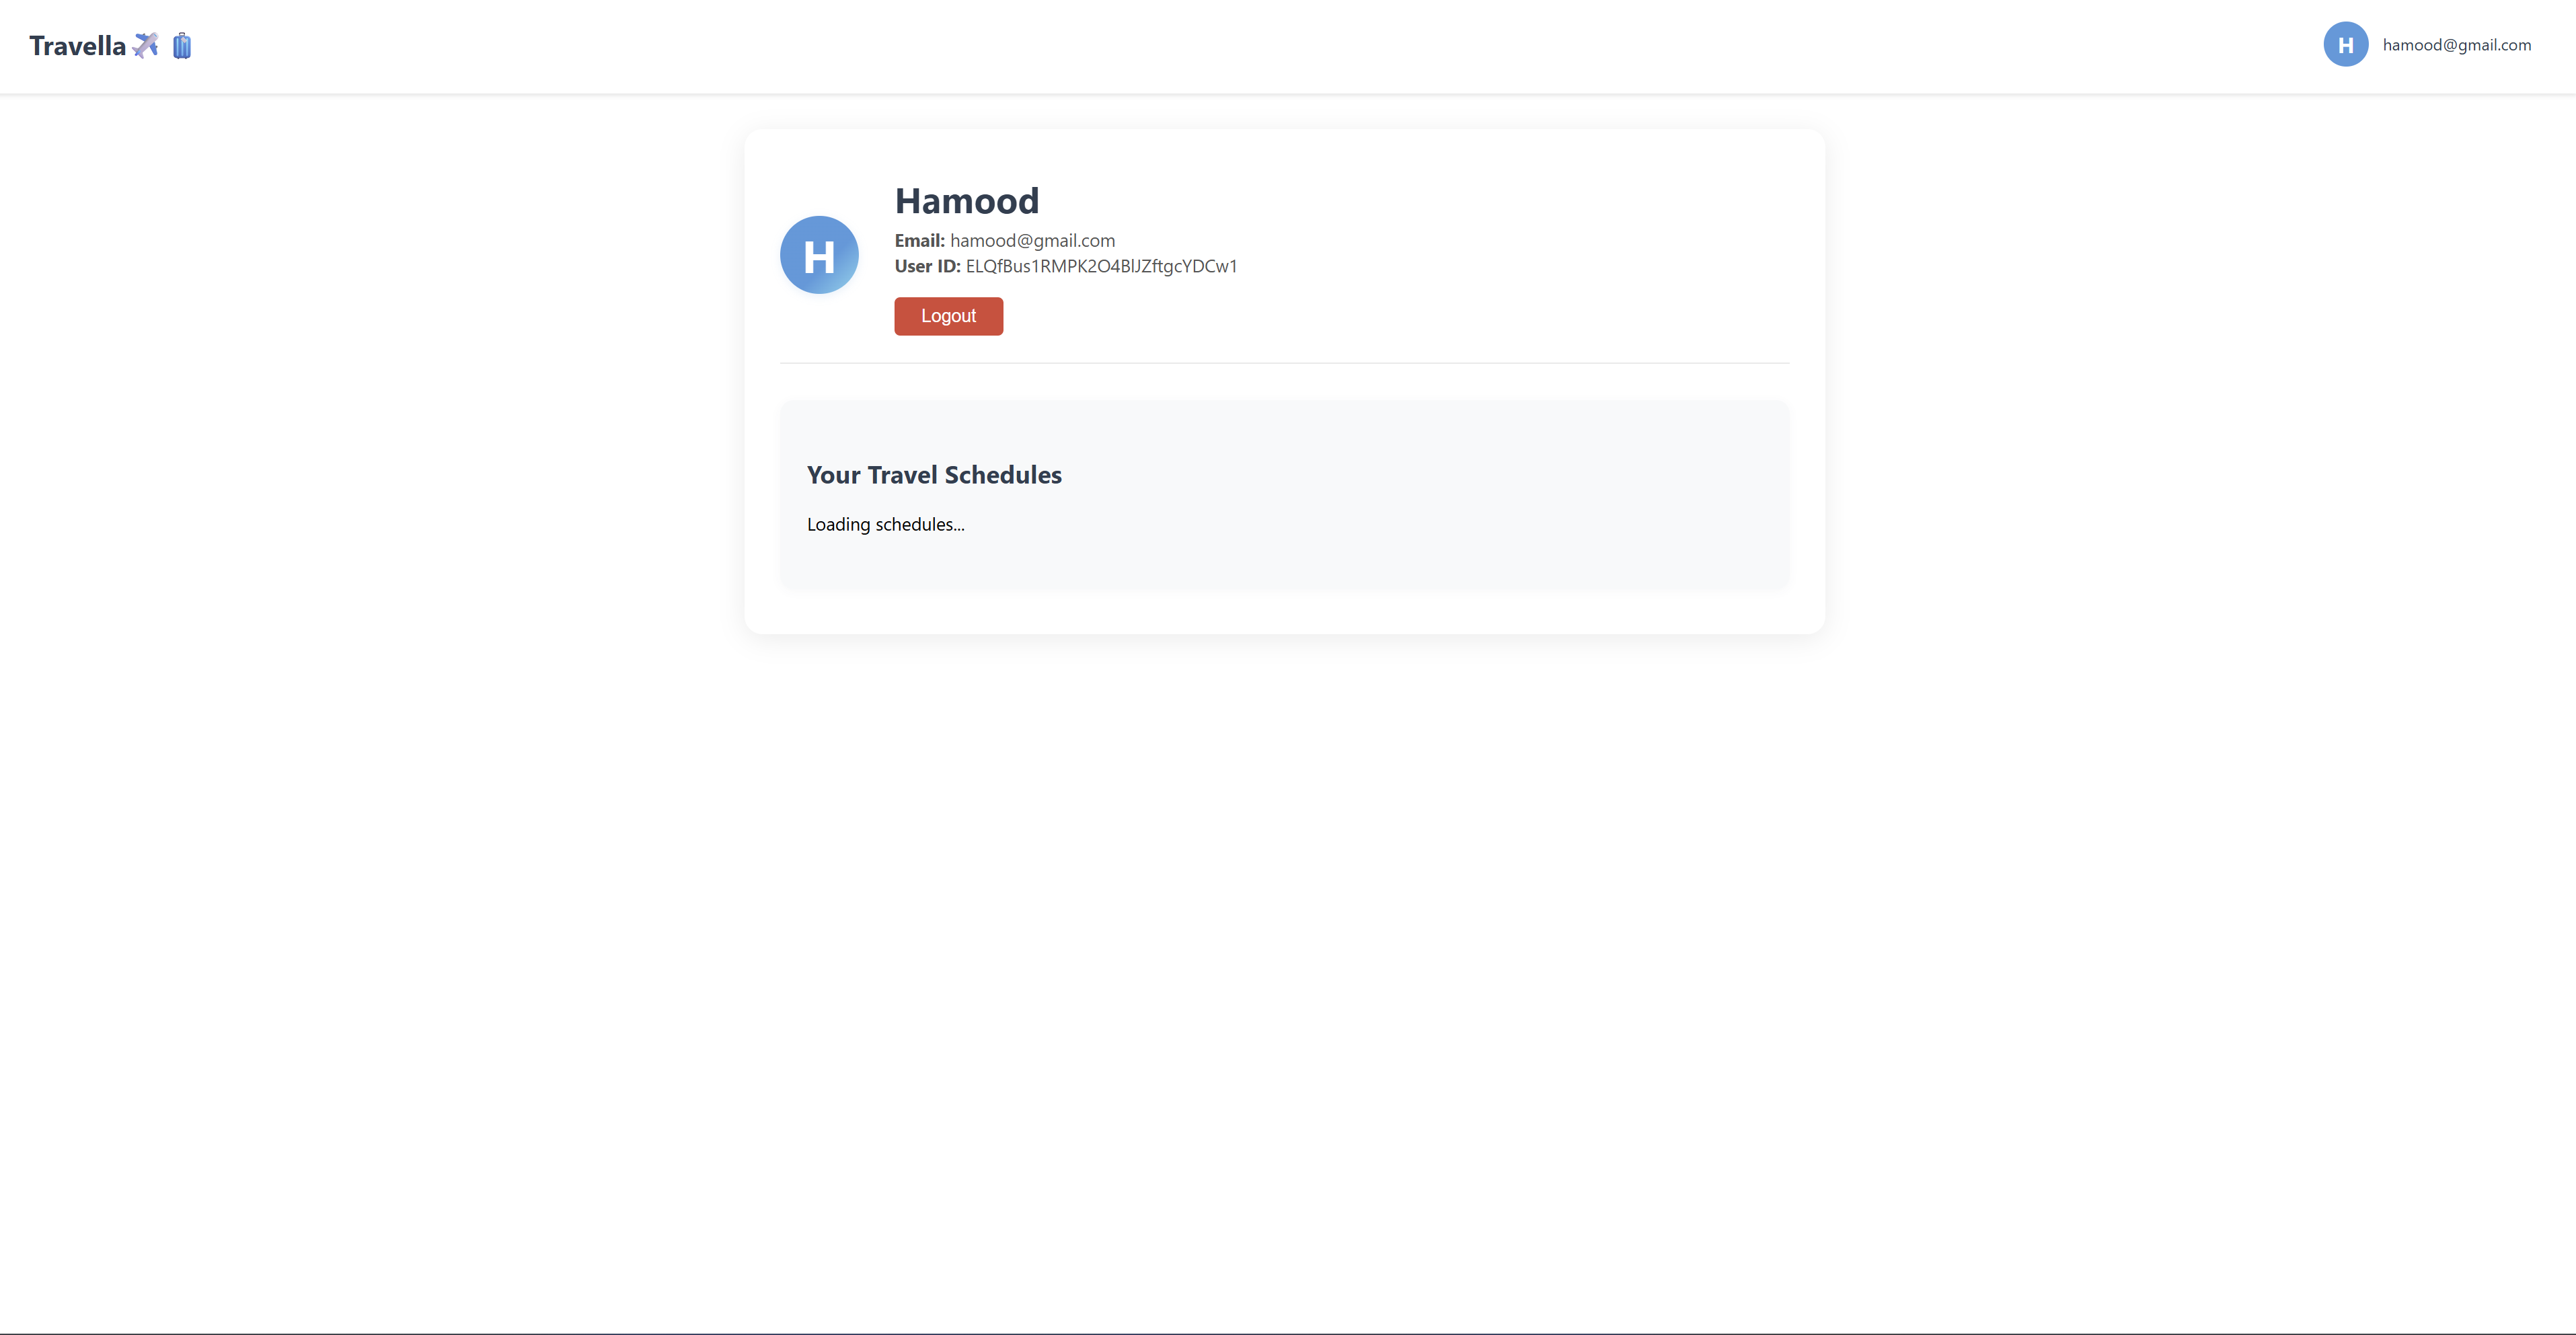 Travella ✈️ 🧳
H hamood@gmail.com
Hamood
H
Email: hamood@gmail.com
User ID: ELQfBus1RMPK2O4BlJZftgcYDCw1
Logout
Your Travel Schedules
Loading schedules...